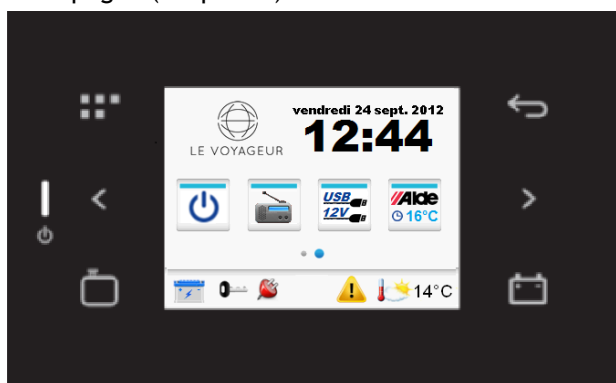 vendredi 24 sept. 2012
12:44
LE VOYAGEUR
USB
12V
Alde
16°C
14°C